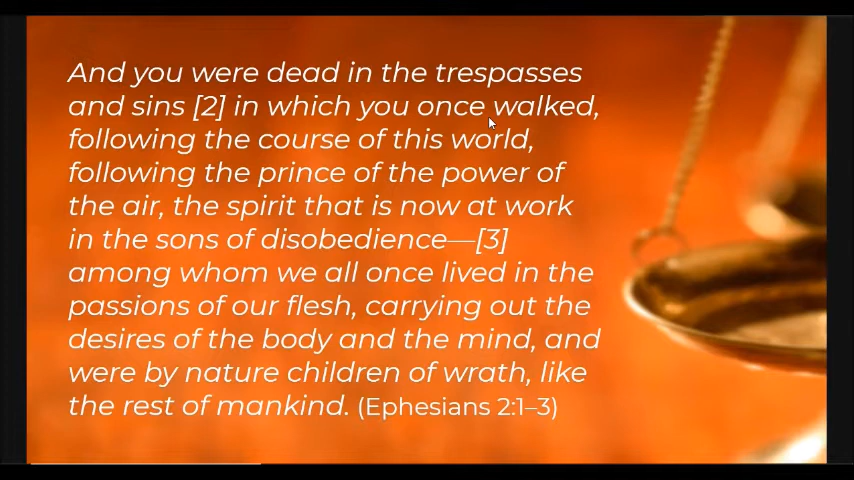 And you were dead in the trespasses
and sins [2] in which you once walked,
following the course of this world,
following the prince of the power of
the air, the spirit that is now at work
in the sons of disobedience—[3]
among whom we all once lived in the
passions of our flesh, carrying out the
desires of the body and the mind, and
were by nature children of wrath, like
the rest of mankind. (Ephesians 2:1–3)